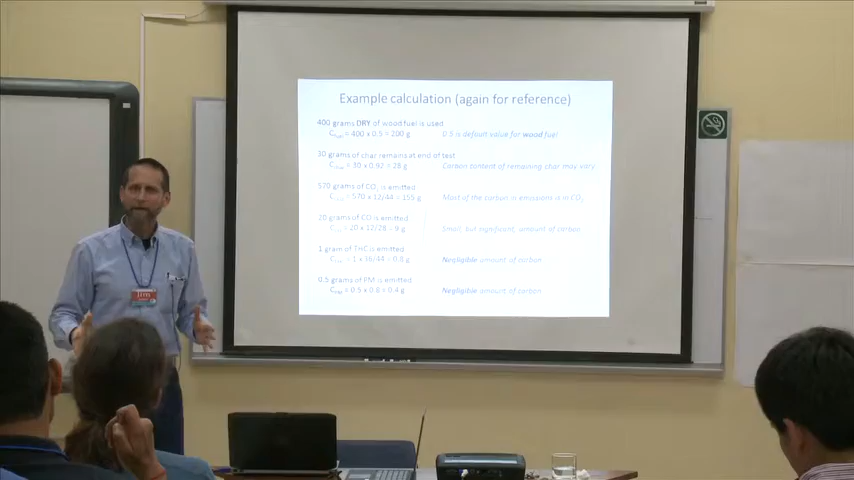 Example calculation (again for reference)
400 grams DRY of wood fuel is used
= 400 x 0.5 = 200 g 0.5 is default value for wood fuel
30 grams of char remains at end of test
= 30 x 0.92 = 28 g Carbon content of remaining char may vary
570 grams of CO₂ is emitted
= 570 x 12/44 = 155 g Most of the carbon in emissions is in CO₂
20 grams of CO is emitted
= 20 x 12/28 = 9 g Small, but significant, amount of carbon
1 gram of THC is emitted
= 1 x 36/44 = 0.8 g Negligible amount of carbon
0.5 grams of PM is emitted
C_PM = 0.5 x 0.8 = 0.4 g Negligible amount of carbon
Jim